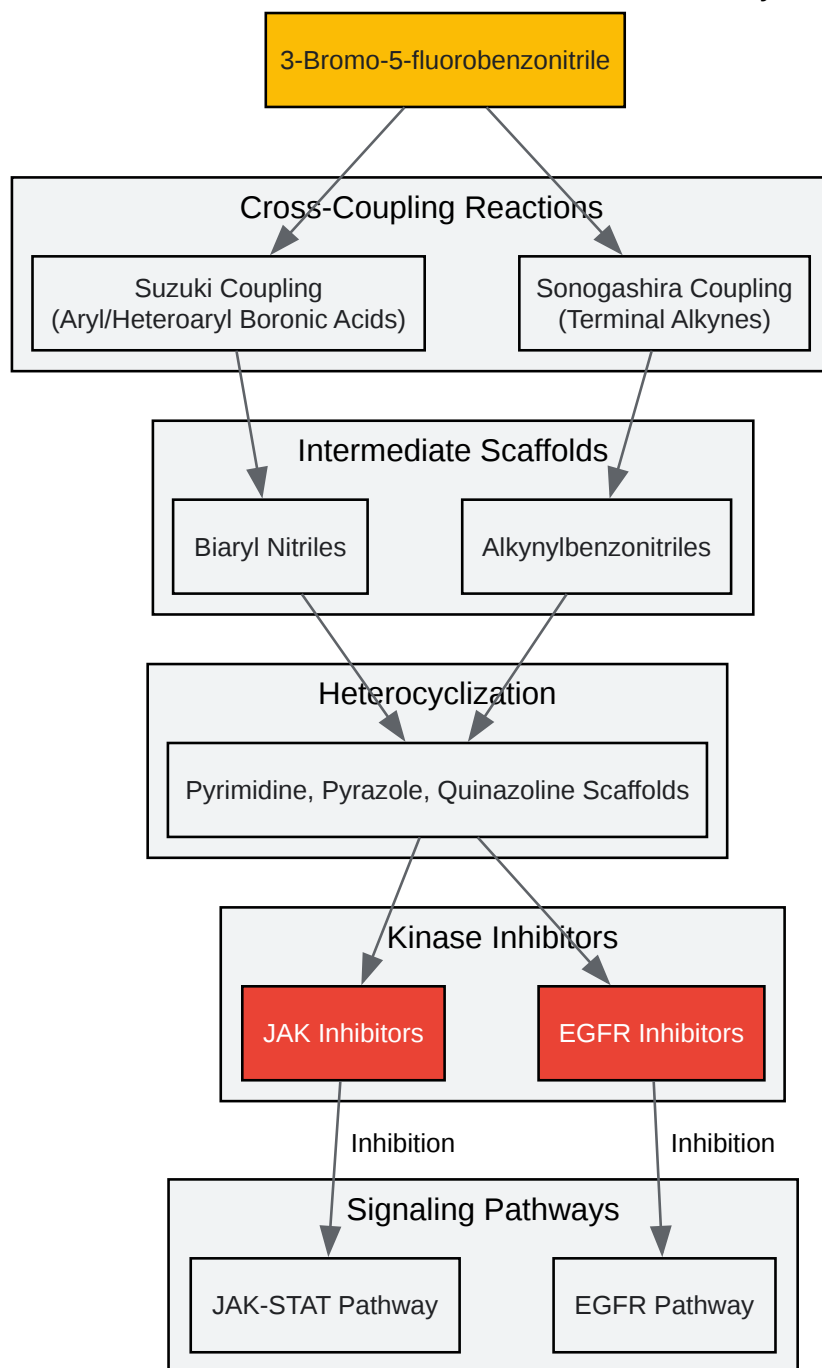 3-Bromo-5-fluorobenzonitrile
Cross-Coupling Reactions
Suzuki Coupling
(Aryl/Heteroaryl Boronic Acids)
Sonogashira Coupling
(Terminal Alkynes)
Intermediate Scaffolds
Biaryl Nitriles
Alkynylbenzonitriles
Heterocyclization
Pyrimidine, Pyrazole, Quinazoline Scaffolds
Kinase Inhibitors
JAK Inhibitors
EGFR Inhibitors
Inhibition
Inhibition
Signaling Pathways
JAK-STAT Pathway
EGFR Pathway